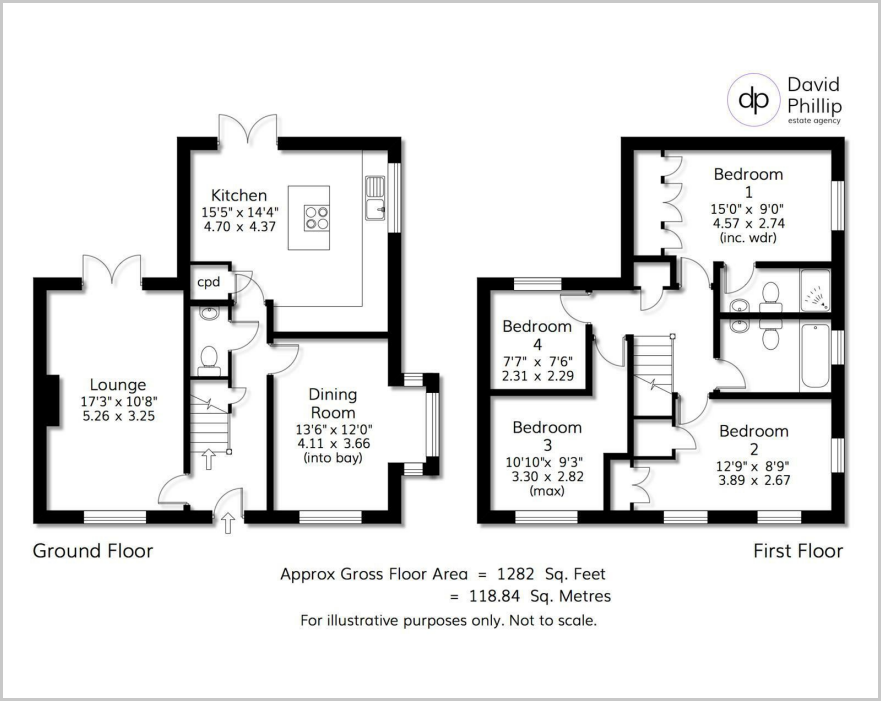 dp
David
Phillip
estate agency
Kitchen
15'5" x 14'4"
4.70 x 4.37
cpd
Lounge
17'3" x 10'8"
5.26 x 3.25
Dining
Room
13'6" x 12'0"
4.11 x 3.66
(into bay)
Ground Floor
Bedroom
1
15'0" x 9'0"
4.57 x 2.74
(inc. wdr)
Bedroom
4
7'7" x 7'6"
2.31 x 2.29
Bedroom
3
10'10"x 9'3"
3.30 x 2.82
(max)
Bedroom
2
12'9" x 8'9"
3.89 x 2.67
First Floor
Approx Gross Floor Area = 1282 Sq. Feet
= 118.84 Sq. Metres
For illustrative purposes only. Not to scale.